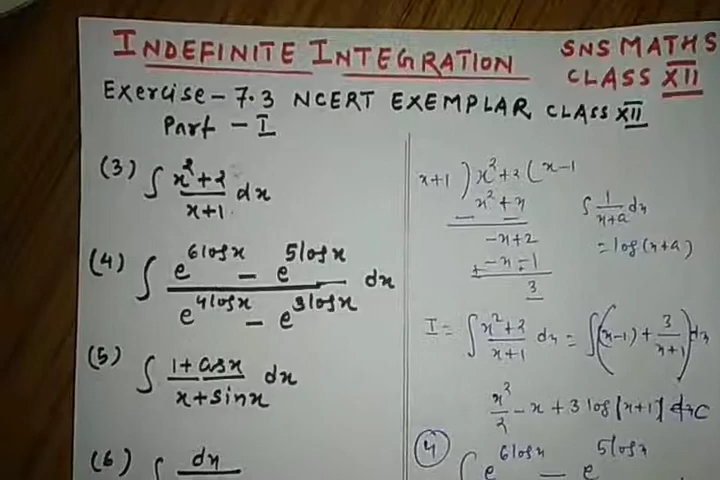 INDEFINITE INTEGRATION
SNS MATHS
CLASS XII
Exercise - 7.3 NCERT EXEMPLAR CLASS XII
Part - I
(3) ∫ x²+2 / x+1 dx
(4) ∫ e^6logx - e^5logx / e^4logx - e^3logx dx
(5) ∫ 1+cosx / x+sinx dx
(6) ∫ dx
x+1 ) x²+2 ( x-1
x² + x
-x+2
-x-1
3
∫ 1/x+a dx
= log(x+a)
I = ∫ x²+2 / x+1 dx = ∫ ( (x-1) + 3/x+1 ) dx
x²/2 - x + 3 log|x+1| + C
(4)
∫ e^6logx - e^5logx